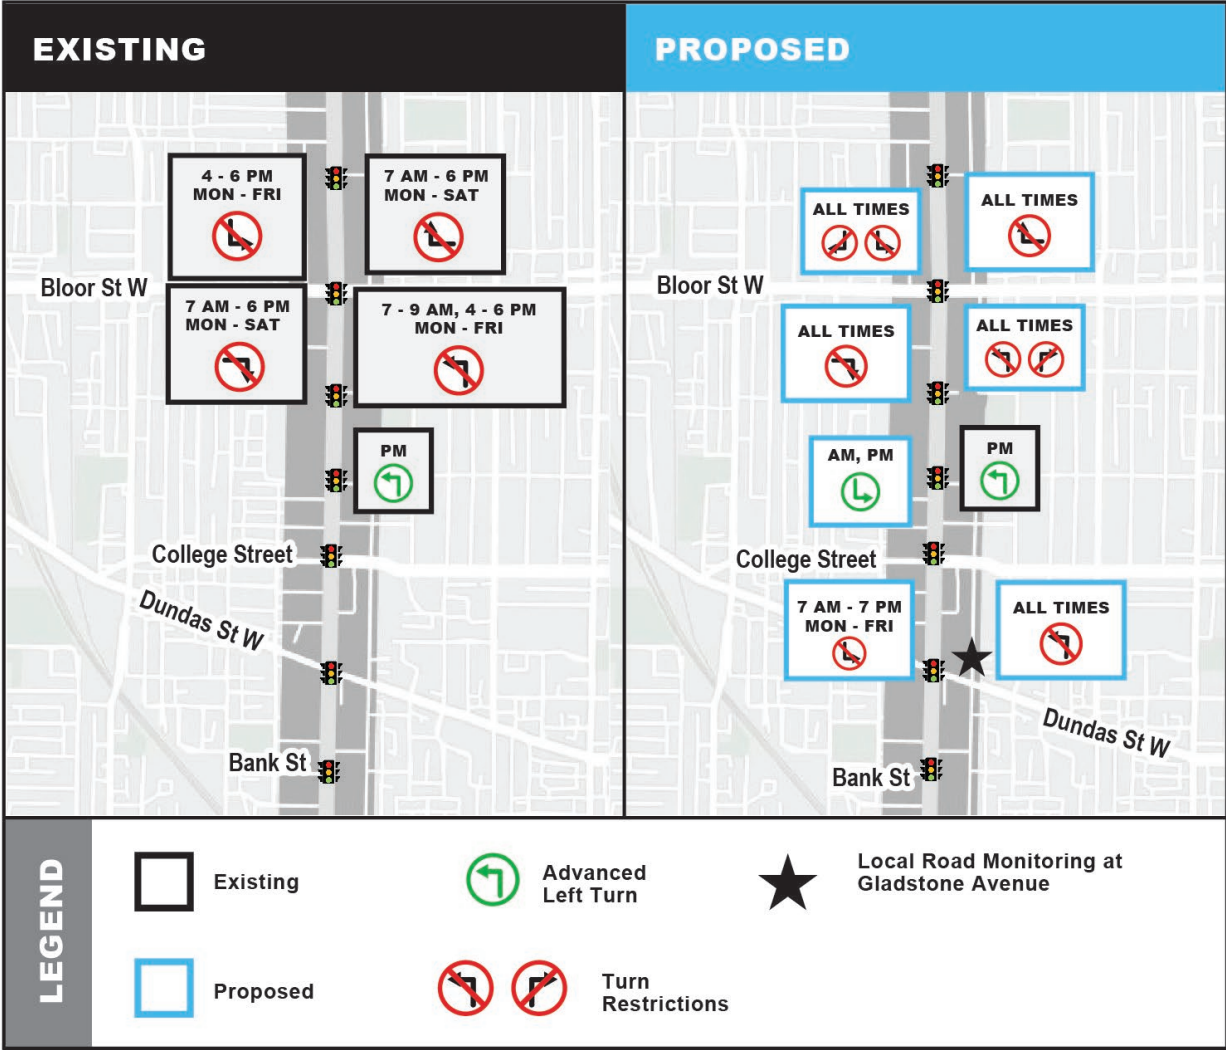 EXISTING
4 - 6 PM
MON - FRI
7 AM - 6 PM
MON - SAT
Bloor St W
7 AM - 6 PM
MON - SAT
7 - 9 AM, 4 - 6 PM
MON - FRI
PM
College Street
Dundas St W
Bank St
PROPOSED
ALL TIMES
ALL TIMES
Bloor St W
ALL TIMES
ALL TIMES
AM, PM
PM
College Street
7 AM - 7 PM
MON - FRI
ALL TIMES
Dundas St W
Bank St
LEGEND
Existing
Advanced
Left Turn
Local Road Monitoring at
Gladstone Avenue
Proposed
Turn
Restrictions